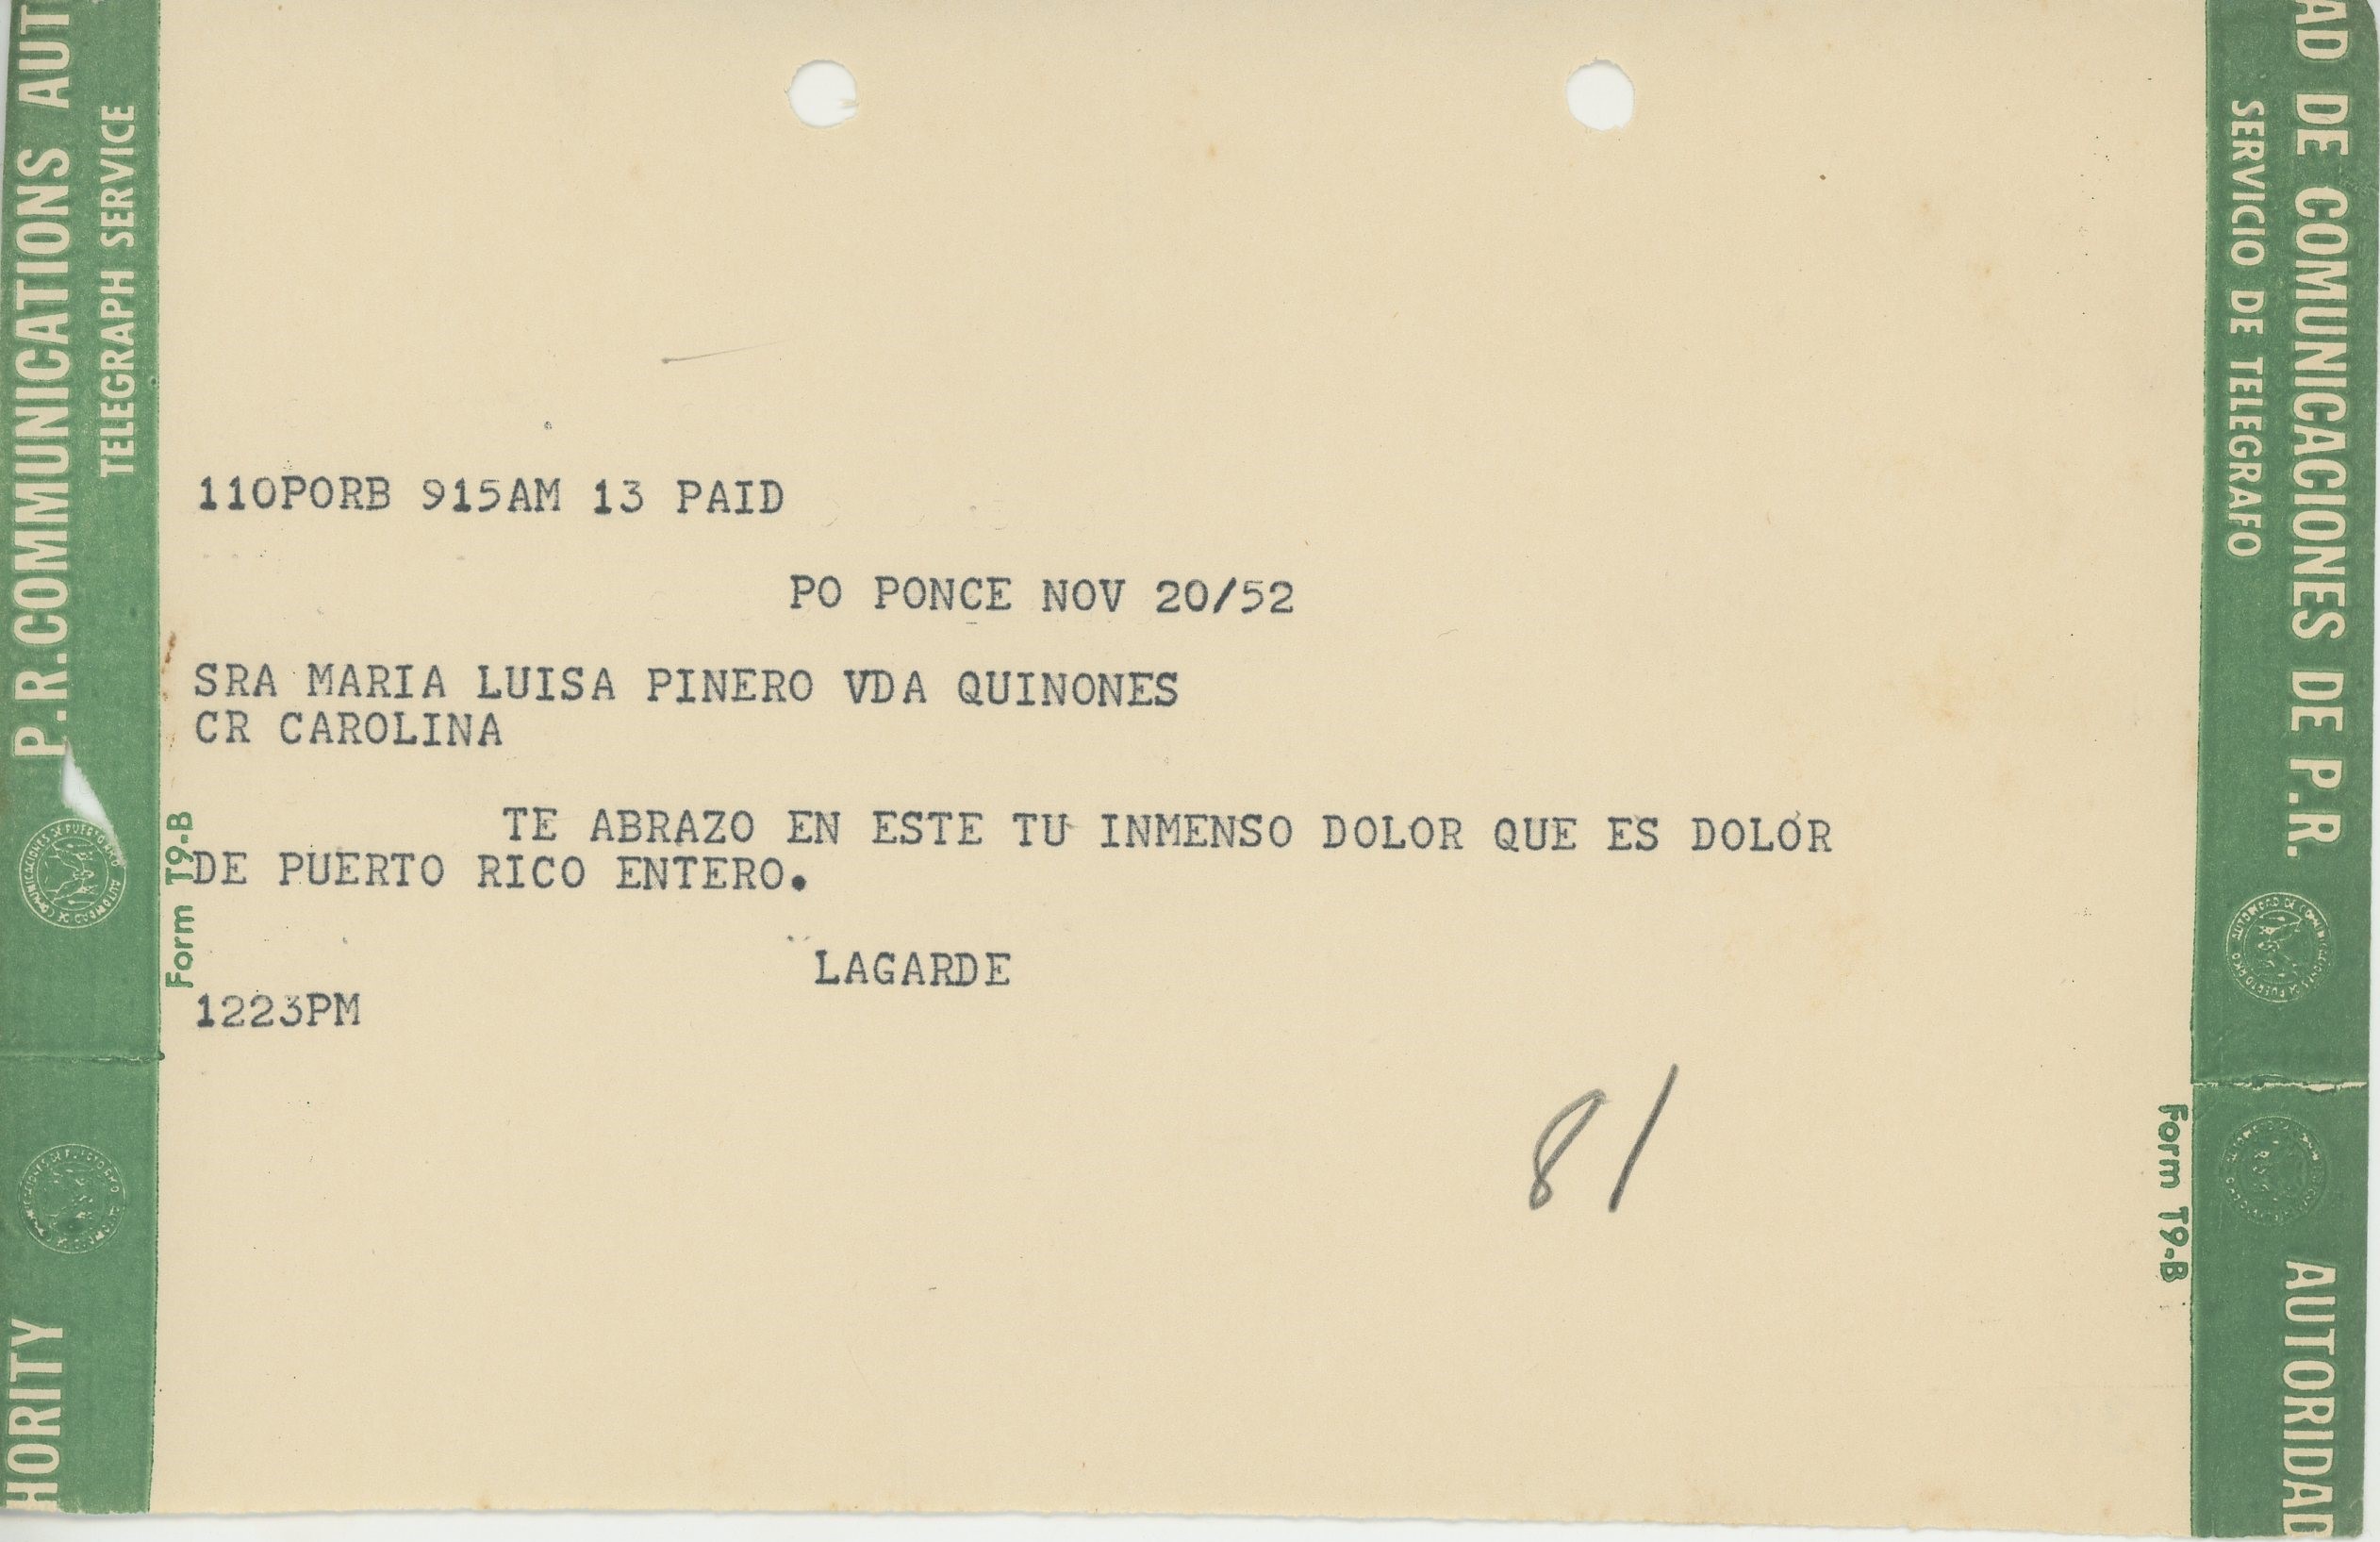 P.R.COMMUNICATIONS AUT
TELEGRAPH SERVICE
HORITY
Form T9-B
110PORB 915AM 13 PAID
PO PONCE NOV 20/52
SRA MARIA LUISA PINERO VDA QUINONES
CR CAROLINA
TE ABRAZO EN ESTE TU INMENSO DOLOR QUE ES DOLOR
DE PUERTO RICO ENTERO.
LAGARDE
1223PM
81
AD DE COMUNICACIONES DE P.R.
SERVICIO DE TELEGRAFO
Form T9-B
AUTORIDAD